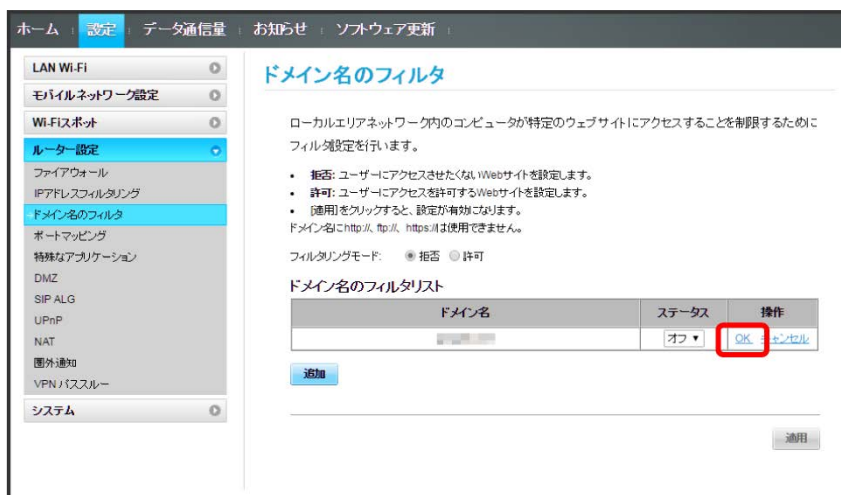 ホーム 設定 データ通信量 お知らせ ソフトウェア更新
LAN Wi-Fi
モバイルネットワーク設定
Wi-Fiスポット
ルーター設定
ファイアウォール
IPアドレスフィルタリング
ドメイン名のフィルタ
ポートマッピング
特殊なアプリケーション
DMZ
SIP ALG
UPnP
NAT
圏外通知
VPN パススルー
システム
ドメイン名のフィルタ
ローカルエリアネットワーク内のコンピュータが特定のウェブサイトにアクセスすることを制限するために
フィルタ設定を行います。
• 拒否: ユーザーにアクセスさせたくないWebサイトを設定します。
• 許可: ユーザーにアクセスを許可するWebサイトを設定します。
• [適用]をクリックすると、設定が有効になります。
ドメイン名にhttp://、ftp://、https://は使用できません。
フィルタリングモード: 拒否 許可
ドメイン名のフィルタリスト
ドメイン名 ステータス 操作
オフ ▼ OK キャンセル
追加
適用